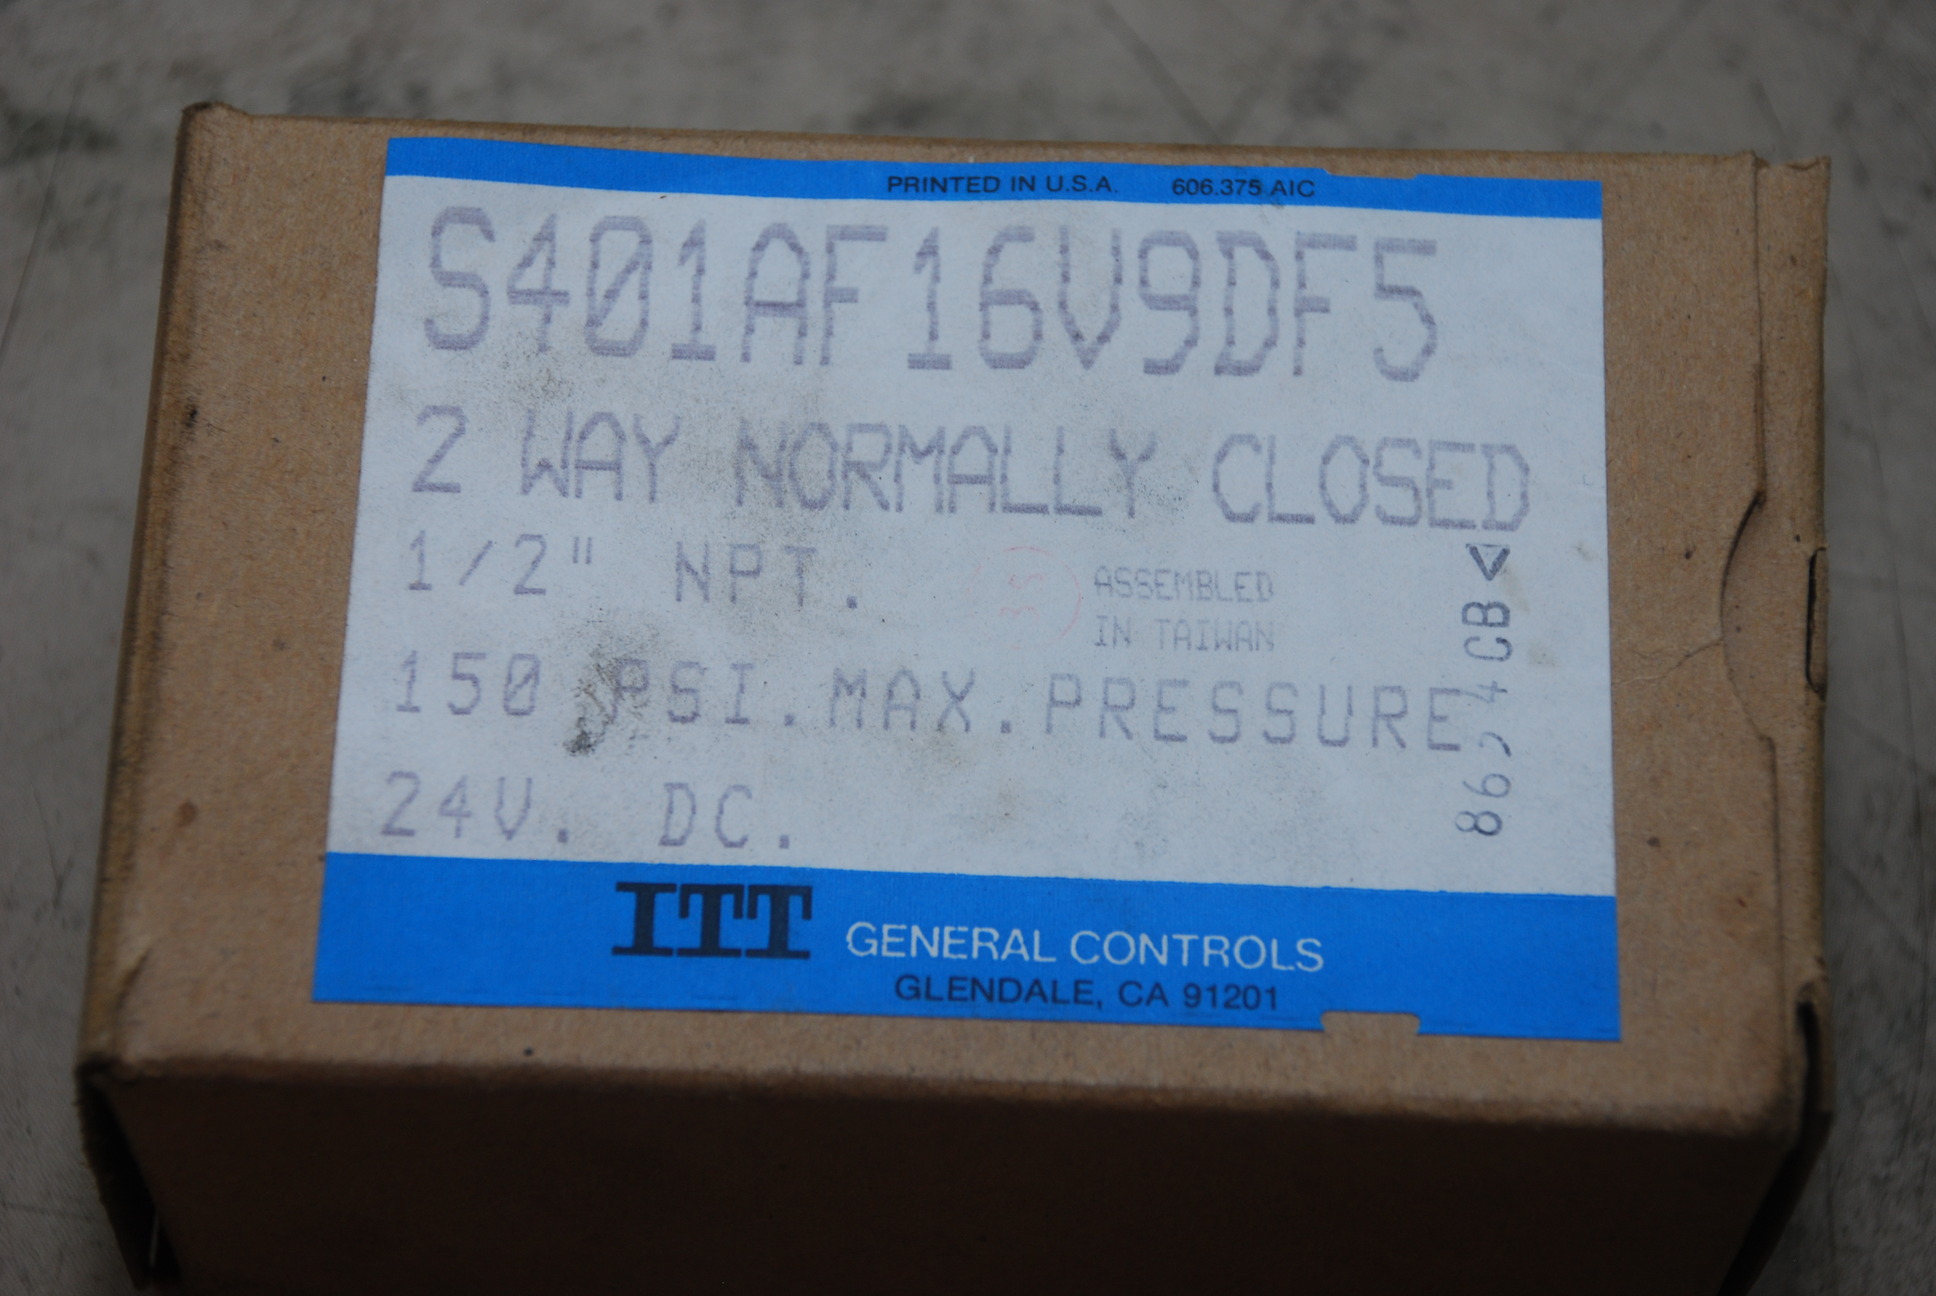 PRINTED IN U.S.A. 606.375 AIC
S401AF16V9DF5
2 WAY NORMALLY CLOSED
1/2" NPT.
ASSEMBLED
IN TAIWAN
150 PSI.MAX.PRESSURE
24V. DC.
CB
ITT GENERAL CONTROLS
GLENDALE, CA 91201